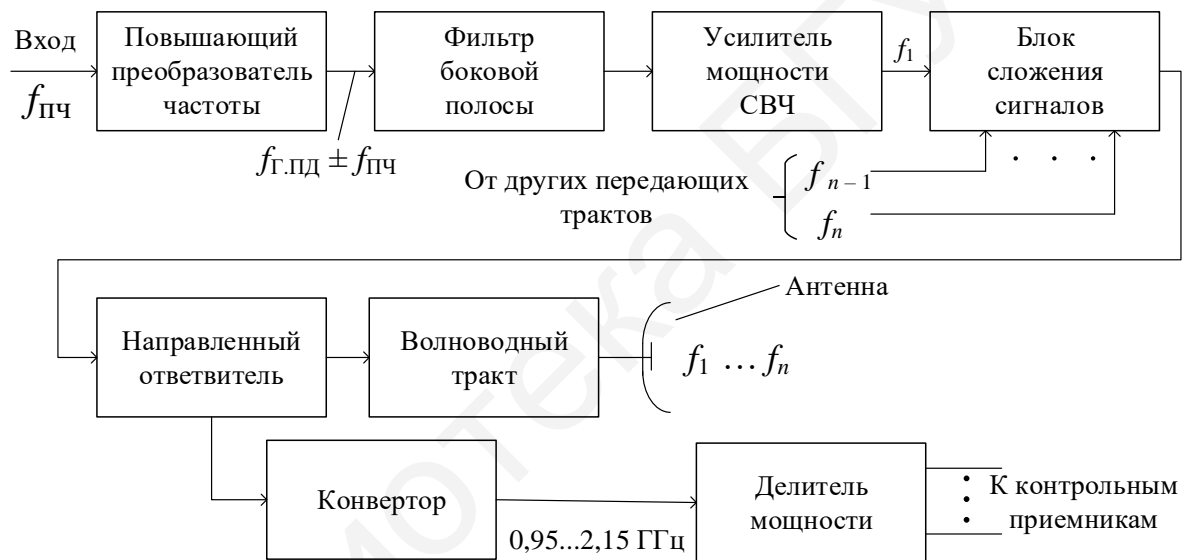 Вход
fПЧ
Повышающий
преобразователь
частоты
fГ.ПД ± fПЧ
Фильтр
боковой
полосы
Усилитель
мощности
СВЧ
f1
Блок
сложения
сигналов
От других передающих
трактов
f n – 1
fn
. . .
Направленный
ответвитель
Волноводный
тракт
Антенна
f1 …fn
Конвертор
0,95...2,15 ГГц
Делитель
мощности
К контрольным
приемникам
отека БГУ